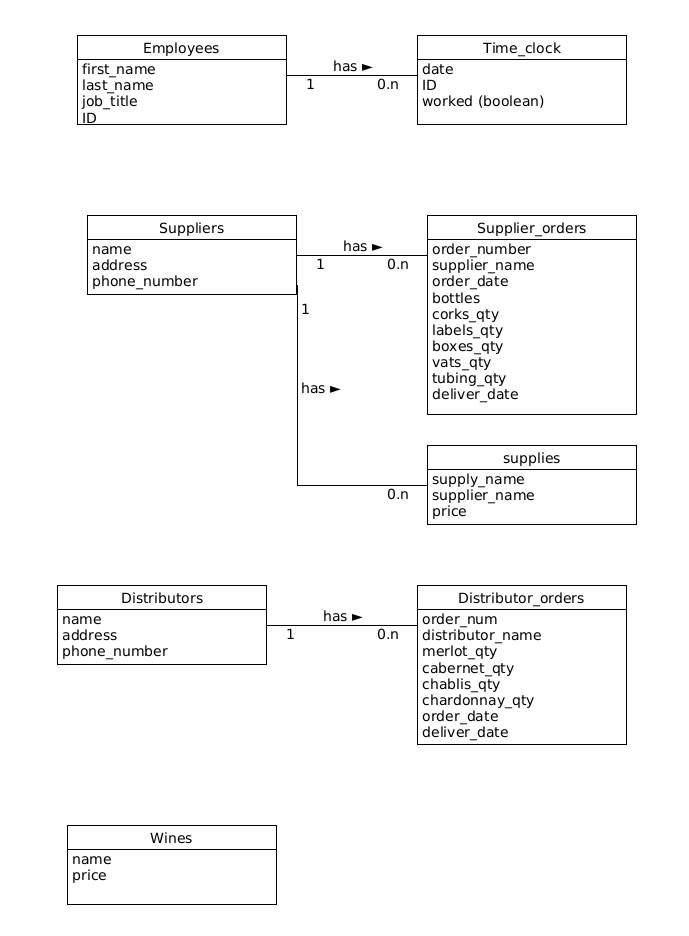 Employees
first_name
last_name
job_title
ID
has ►
1
0.n
Time_clock
date
ID
worked (boolean)
Suppliers
name
address
phone_number
has ►
1
0.n
Supplier_orders
order_number
supplier_name
order_date
bottles
corks_qty
labels_qty
boxes_qty
vats_qty
tubing_qty
deliver_date
1
has ►
0.n
supplies
supply_name
supplier_name
price
Distributors
name
address
phone_number
has ►
1
0.n
Distributor_orders
order_num
distributor_name
merlot_qty
cabernet_qty
chablis_qty
chardonnay_qty
order_date
deliver_date
Wines
name
price